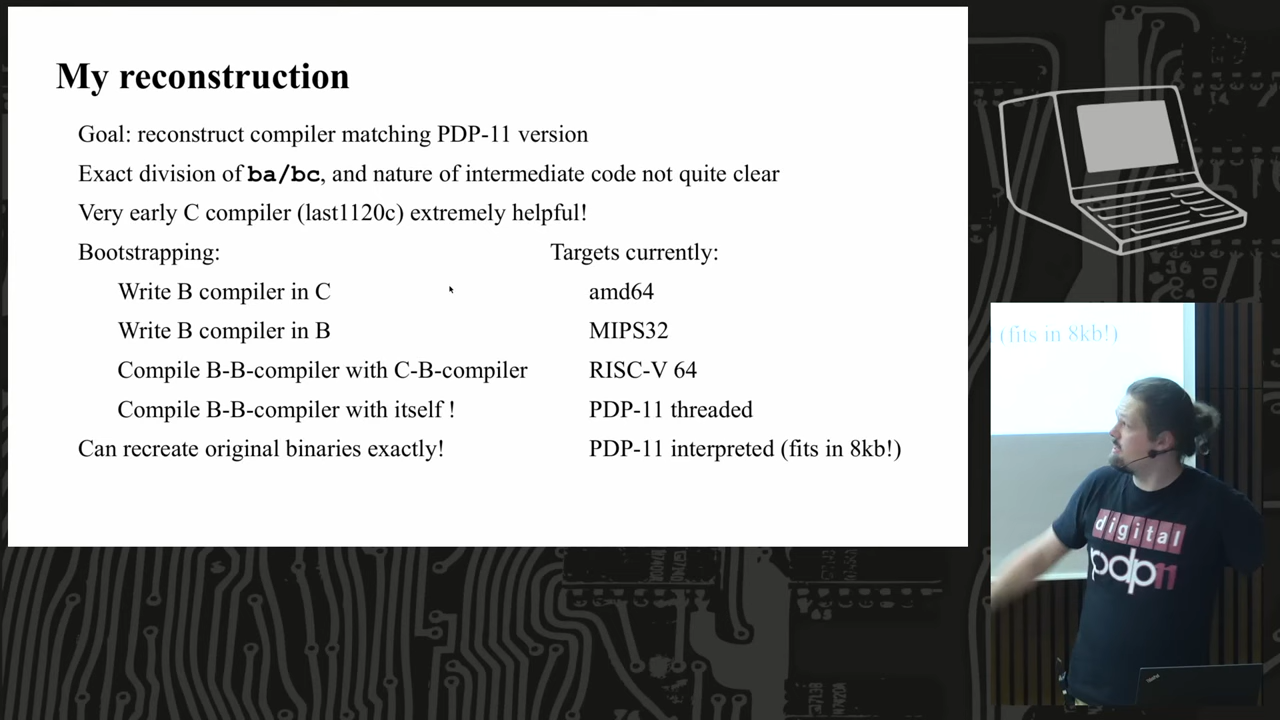 My reconstruction
Goal: reconstruct compiler matching PDP-11 version
Exact division of ba/bc, and nature of intermediate code not quite clear
Very early C compiler (last1120c) extremely helpful!
Bootstrapping:
Write B compiler in C
Write B compiler in B
Compile B-B-compiler with C-B-compiler
Compile B-B-compiler with itself !
Can recreate original binaries exactly!
Targets currently:
amd64
MIPS32
RISC-V 64
PDP-11 threaded
PDP-11 interpreted (fits in 8kb!)
(fits in 8kb!)
digital
pdp11